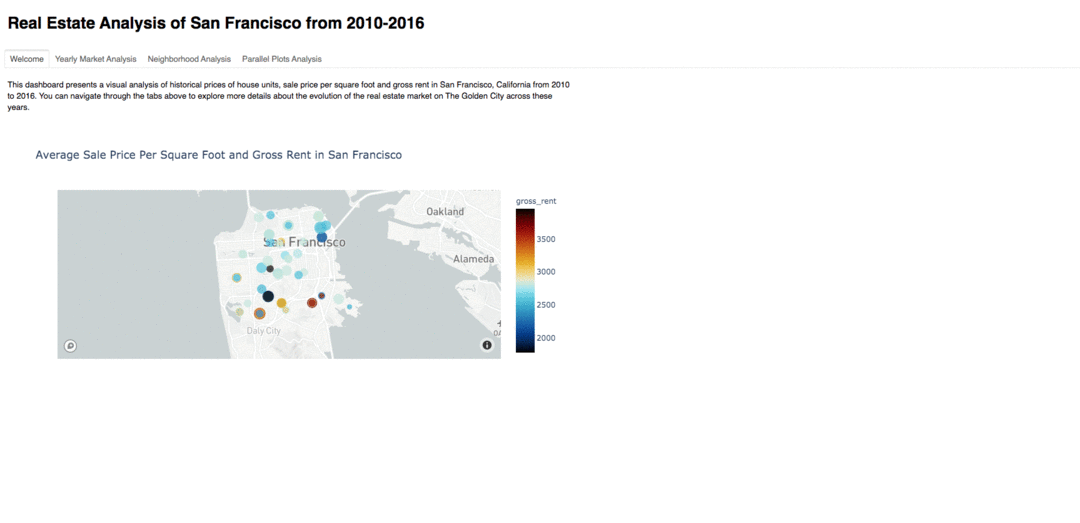 Real Estate Analysis of San Francisco from 2010-2016
Welcome Yearly Market Analysis Neighborhood Analysis Parallel Plots Analysis
This dashboard presents a visual analysis of historical prices of house units, sale price per square foot and gross rent in San Francisco, California from 2010
to 2016. You can navigate through the tabs above to explore more details about the evolution of the real estate market on The Golden City across these
years.
Average Sale Price Per Square Foot and Gross Rent in San Francisco
gross_rent
Oakland
San Francisco
3500
Alameda
3000
2500
Daly City
2000